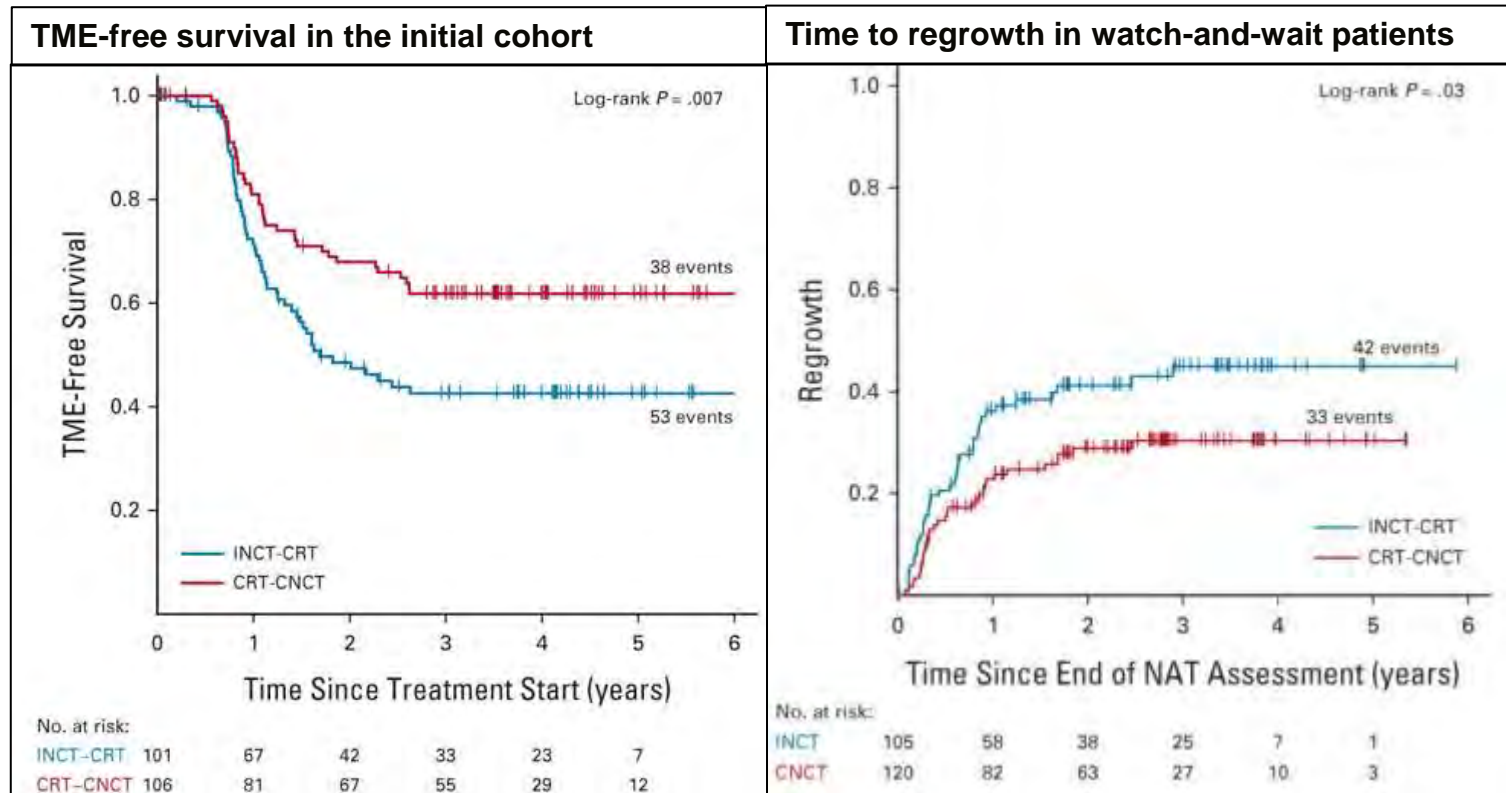 TME-free survival in the initial cohort
Log-rank P = .007
1.0
0.8
0.6
0.4
0.2
TME-Free Survival
38 events
53 events
INCT-CRT
CRT-CNCT
0 1 2 3 4 5 6
Time Since Treatment Start (years)
No. at risk:
INCT-CRT 101 67 42 33 23 7
CRT-CNCT 106 81 67 55 29 12
Time to regrowth in watch-and-wait patients
Log-rank P = .03
1.0
0.8
0.6
0.4
0.2
Regrowth
42 events
33 events
INCT-CRT
CRT-CNCT
0 1 2 3 4 5 6
Time Since End of NAT Assessment (years)
No. at risk:
INCT 105 58 38 25 7 1
CNCT 120 82 63 27 10 3